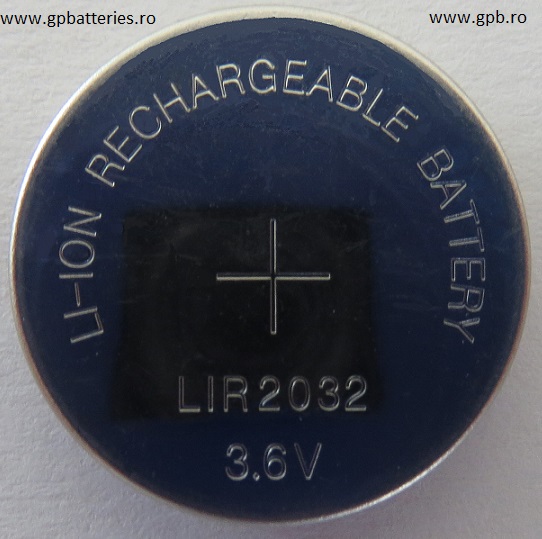 www.gpbatteries.ro
www.gpb.ro
LI-ION RECHARGEABLE BATTERY
+
LIR2032
3.6V